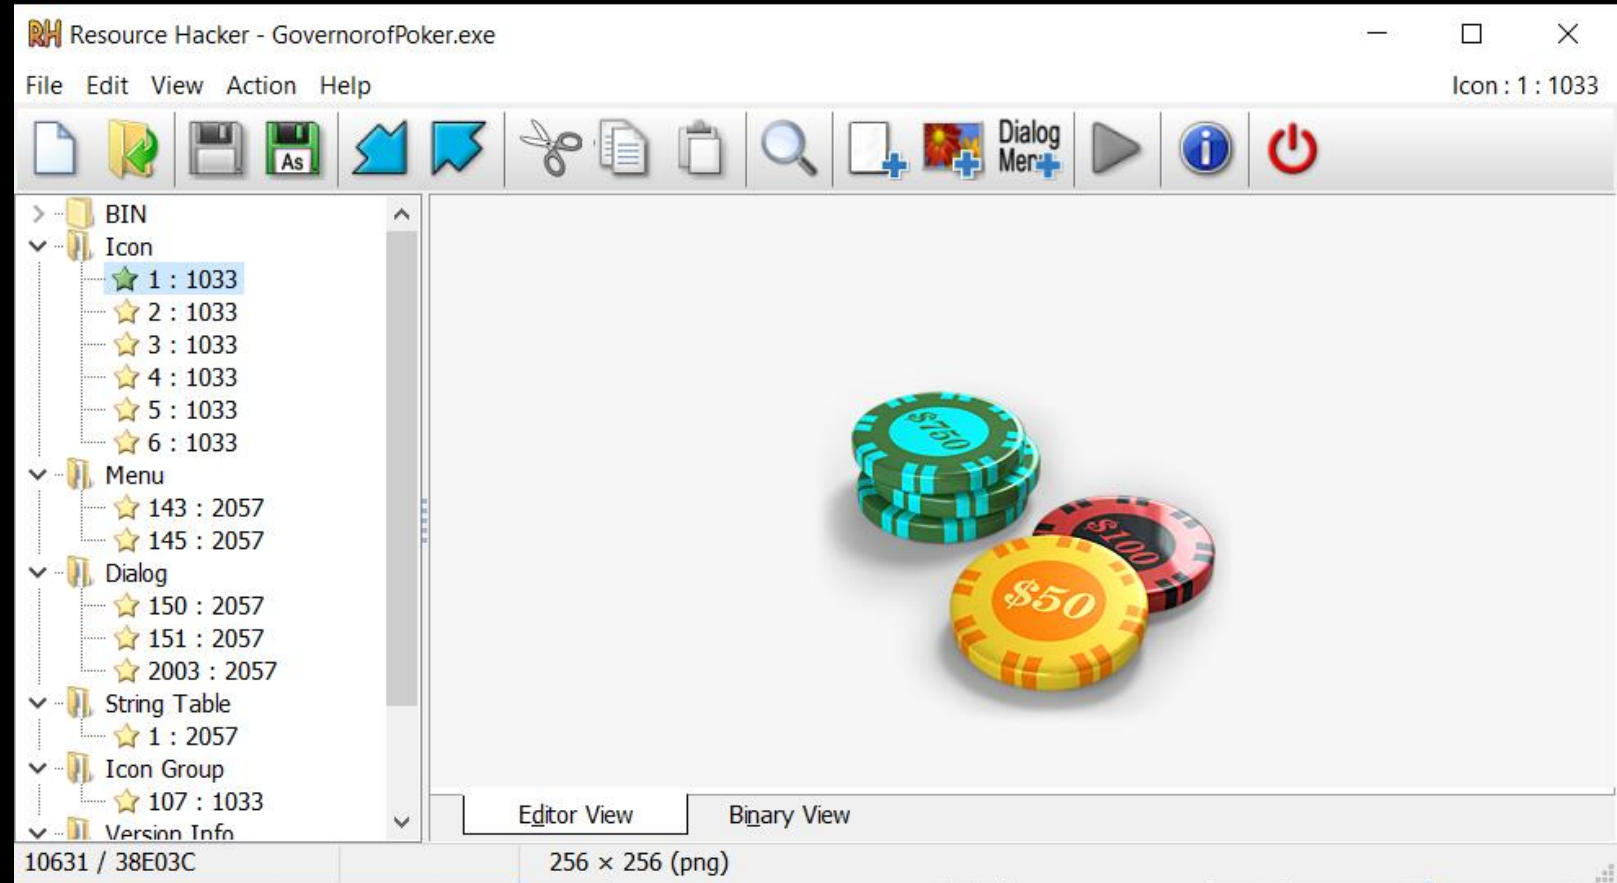 RH Resource Hacker - GovernorofPoker.exe
File Edit View Action Help
Icon : 1 : 1033
As
Dialog
Menu
BIN
Icon
1 : 1033
2 : 1033
3 : 1033
4 : 1033
5 : 1033
6 : 1033
Menu
143 : 2057
145 : 2057
Dialog
150 : 2057
151 : 2057
2003 : 2057
String Table
1 : 2057
Icon Group
107 : 1033
Version Info
$750
$100
$50
Editor View
Binary View
10631 / 38E03C
256 × 256 (png)